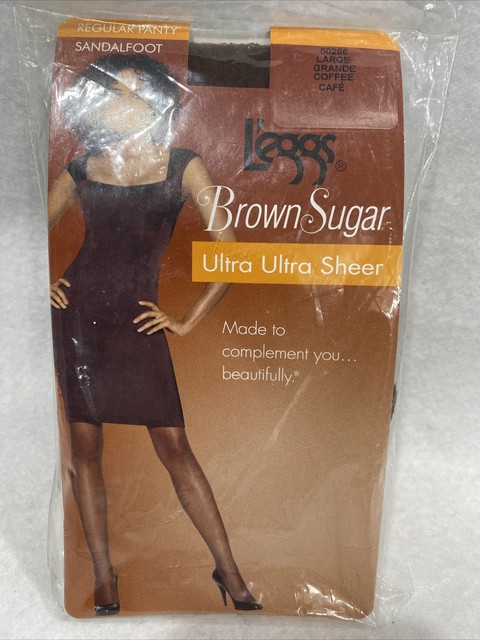 REGULAR PANTY
SANDALFOOT
50286
LARGE
GRANDE
COFFEE
CAFÉ
L'eggs®
Brown Sugar
Ultra Ultra Sheer
Made to
complement you...
beautifully.®